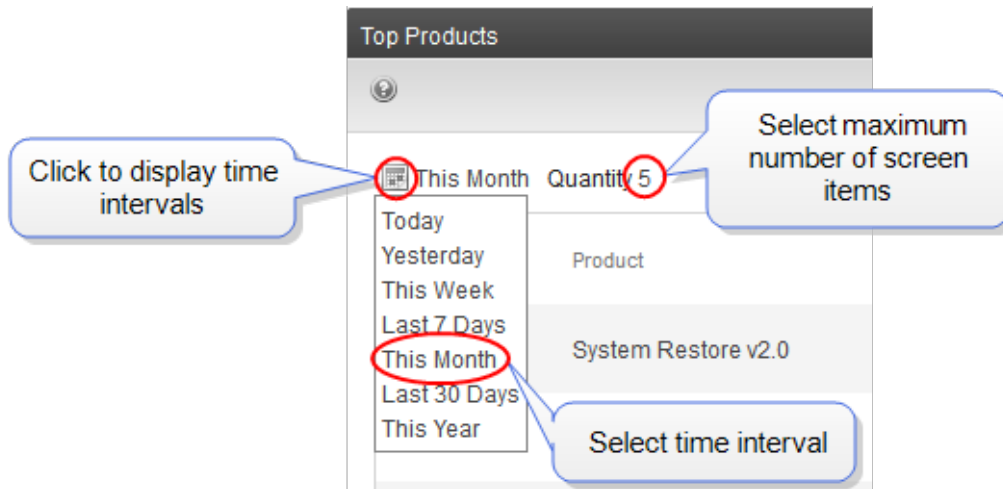 Top Products
Click to display time
intervals
This Month Quantity 5
Select maximum
number of screen
items
Today
Yesterday
This Week
Last 7 Days
This Month
Last 30 Days
This Year
Product
System Restore v2.0
Select time interval